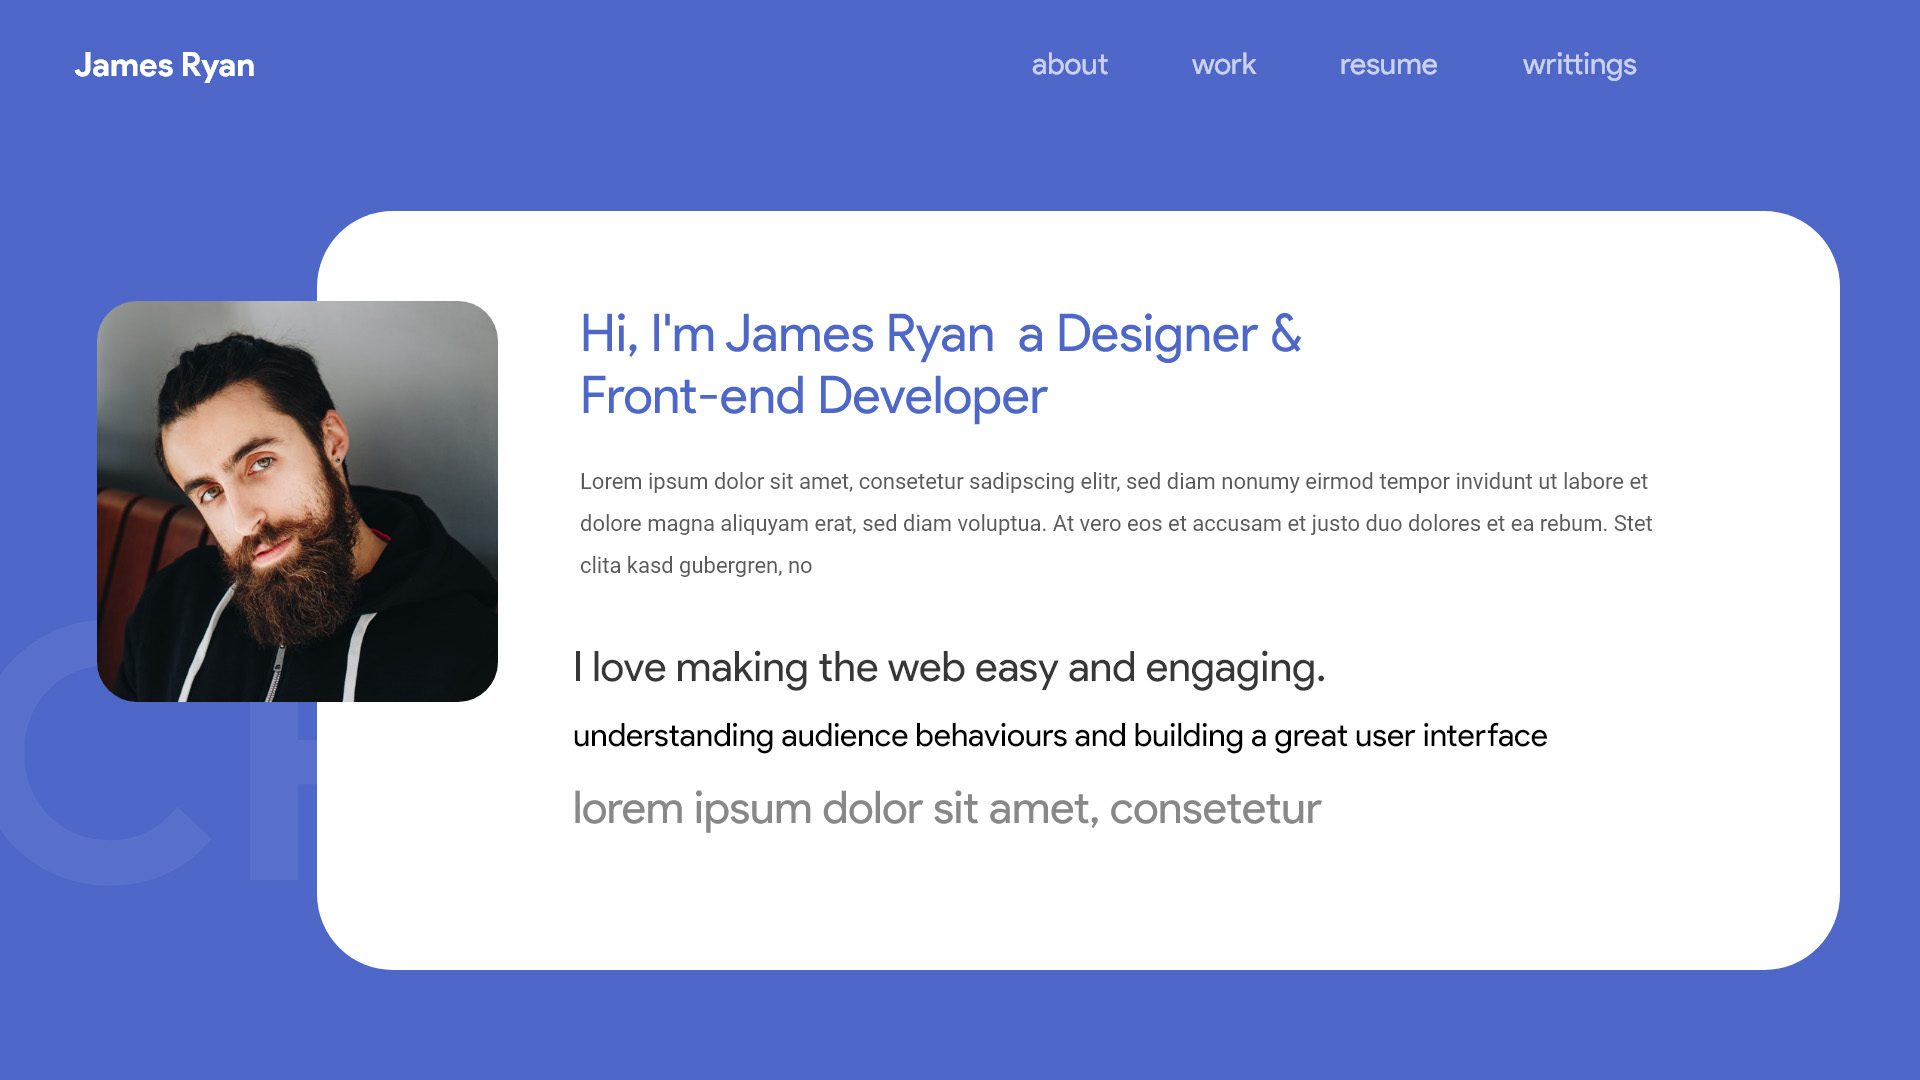 James Ryan
about work resume writtings
Hi, I'm James Ryan  a Designer &
Front-end Developer
Lorem ipsum dolor sit amet, consetetur sadipscing elitr, sed diam nonumy eirmod tempor invidunt ut labore et
dolore magna aliquyam erat, sed diam voluptua. At vero eos et accusam et justo duo dolores et ea rebum. Stet
clita kasd gubergren, no
I love making the web easy and engaging.
understanding audience behaviours and building a great user interface
lorem ipsum dolor sit amet, consetetur